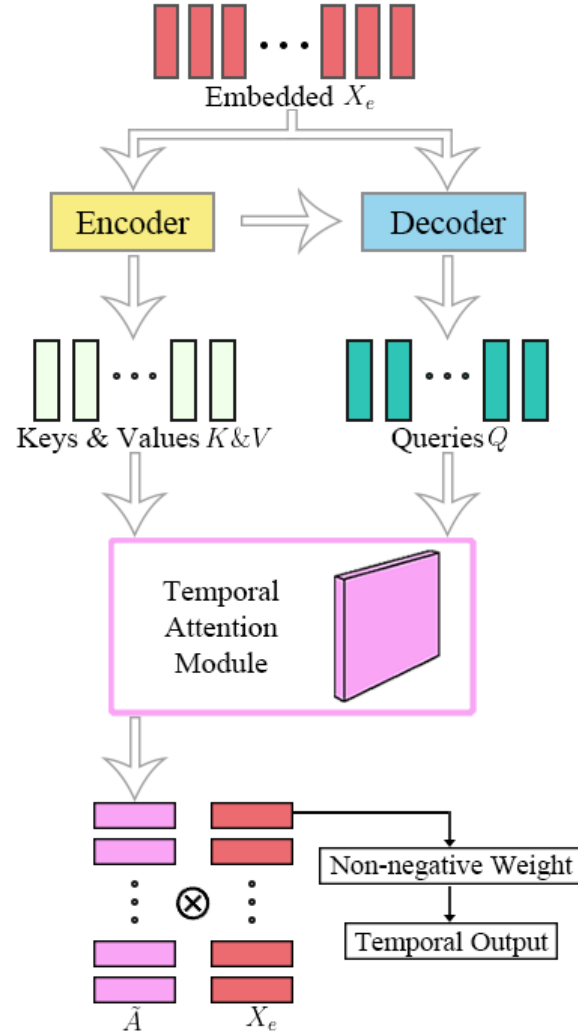 Embedded X_e
Encoder
Decoder
Keys & Values K&V
Queries Q
Temporal
Attention
Module
⊗
Non-negative Weight
Temporal Output
Ã
X_e